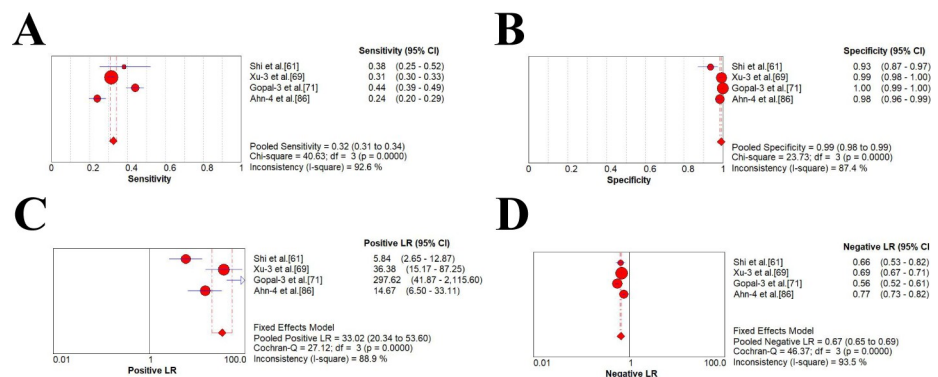 A
Sensitivity (95% CI)
Shi et al.[61] 0.38 (0.25 - 0.52)
Xu-3 et al.[69] 0.31 (0.30 - 0.33)
Gopal-3 et al.[71] 0.44 (0.39 - 0.49)
Ahn-4 et al.[86] 0.24 (0.20 - 0.29)
Pooled Sensitivity = 0.32 (0.31 to 0.34)
Chi-square = 40.63; df = 3 (p = 0.0000)
Inconsistency (I-square) = 92.6 %
0 0.2 0.4 0.6 0.8 1
Sensitivity
B
Specificity (95% CI)
Shi et al.[61] 0.93 (0.87 - 0.97)
Xu-3 et al.[69] 0.99 (0.98 - 1.00)
Gopal-3 et al.[71] 1.00 (0.99 - 1.00)
Ahn-4 et al.[86] 0.98 (0.96 - 0.99)
Pooled Specificity = 0.99 (0.98 to 0.99)
Chi-square = 23.73; df = 3 (p = 0.0000)
Inconsistency (I-square) = 87.4 %
0 0.2 0.4 0.6 0.8 1
Specificity
C
Positive LR (95% CI)
Shi et al.[61] 5.84 (2.65 - 12.87)
Xu-3 et al.[69] 36.38 (15.17 - 87.25)
Gopal-3 et al.[71] 297.62 (41.87 - 2,115.60)
Ahn-4 et al.[86] 14.67 (6.50 - 33.11)
Fixed Effects Model
Pooled Positive LR = 33.02 (20.34 to 53.60)
Cochran-Q = 27.12; df = 3 (p = 0.0000)
Inconsistency (I-square) = 88.9 %
0.01 1 100.0
Positive LR
D
Negative LR (95% CI)
Shi et al.[61] 0.66 (0.53 - 0.82)
Xu-3 et al.[69] 0.69 (0.67 - 0.71)
Gopal-3 et al.[71] 0.56 (0.52 - 0.61)
Ahn-4 et al.[86] 0.77 (0.73 - 0.82)
Fixed Effects Model
Pooled Negative LR = 0.67 (0.65 to 0.69)
Cochran-Q = 46.37; df = 3 (p = 0.0000)
Inconsistency (I-square) = 93.5 %
0.01 1 100.0
Negative LR